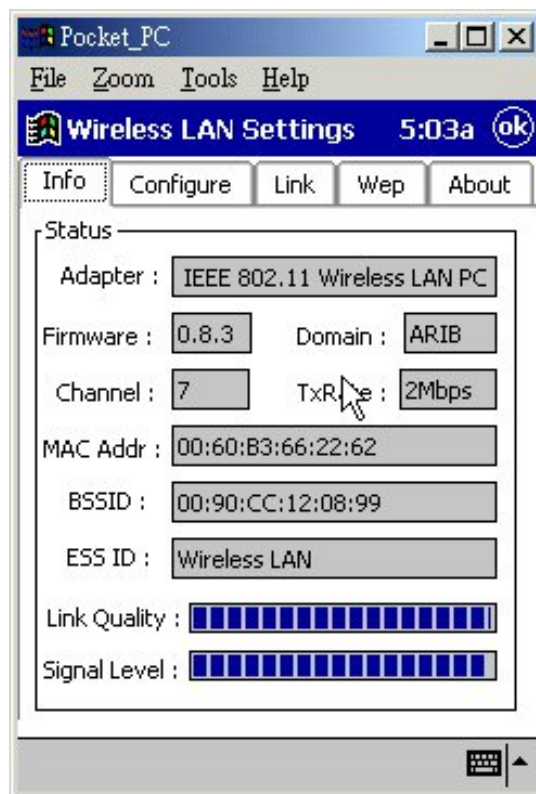 Pocket_PC
File Zoom Tools Help
Wireless LAN Settings 5:03a ok
Info Configure Link Wep About
Status
Adapter : IEEE 802.11 Wireless LAN PC
Firmware : 0.8.3 Domain : ARIB
Channel : 7 : 2Mbps
MAC Addr : 00:60:B3:66:22:62
BSSID : 00:90:CC:12:08:99
ESS ID : Wireless LAN
Link Quality :
Signal Level :